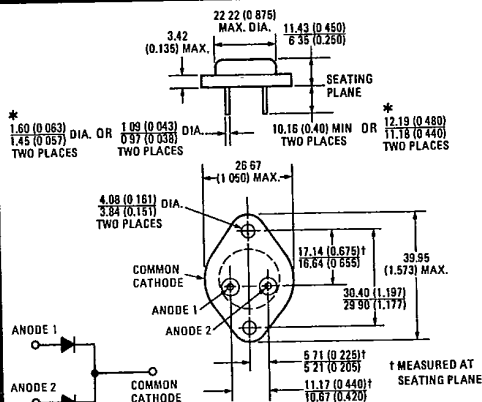 22 22 (0 875)
MAX. DIA.
11.43 (0 450)
6 35 (0.250)
3.42
(0.135) MAX.
SEATING
PLANE
*
1.60 (0 063)
1.45 (0 057)
DIA. OR
TWO PLACES
1 09 (0 043)
0 97 (0 038)
DIA.
TWO PLACES
10.16 (0.40) MIN
TWO PLACES
OR
*
12.19 (0 480)
11.18 (0 440)
TWO PLACES
26 67
(1 050) MAX.
4.08 (0 161)
3.84 (0.151)
DIA.
TWO PLACES
17.14 (0.675)†
16.64 (0 655)
39.95
(1.573) MAX.
COMMON
CATHODE
30.40 (1.197)
29 90 (1.177)
ANODE 1
ANODE 2
5 71 (0 225)†
5 21 (0 205)
† MEASURED AT
SEATING PLANE
11.17 (0 440)†
10.67 (0.420)
ANODE 1
ANODE 2
COMMON
CATHODE